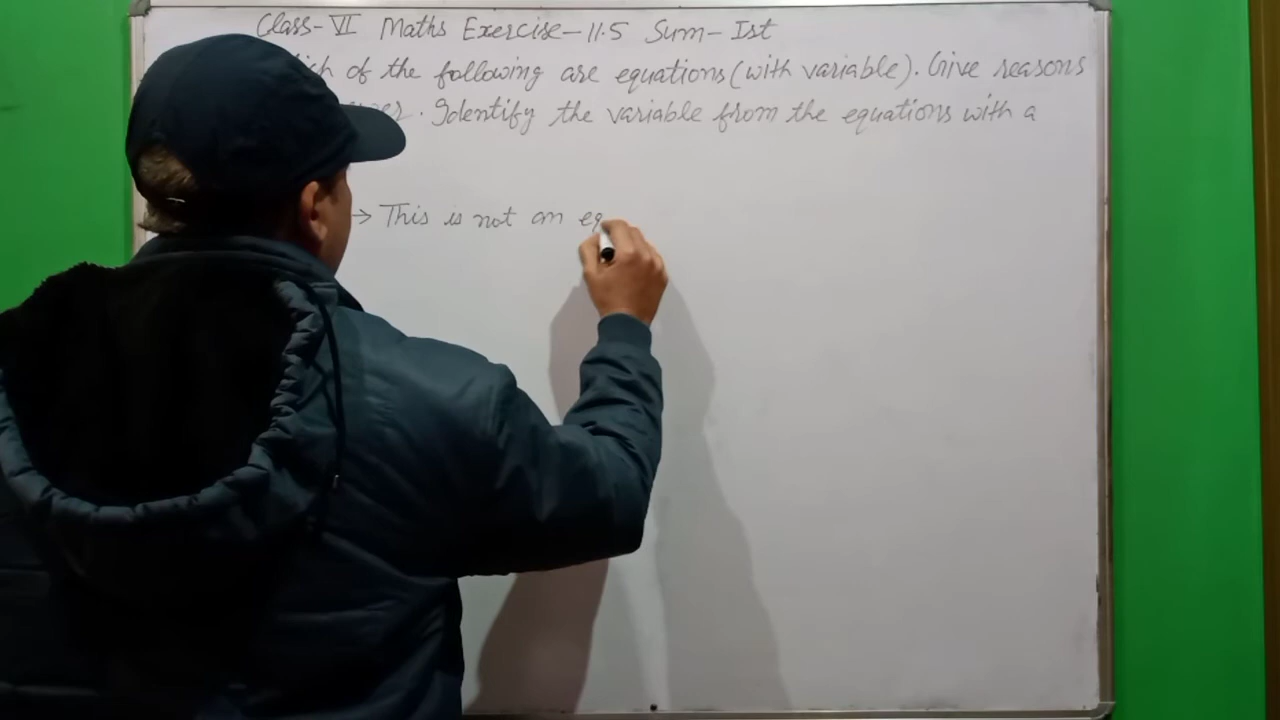 Class-VI Maths Exercise-11.5 Sum-Ist
of the following are equations (with variable). Give reasons
. Identify the variable from the equations with a
→ This is not an eq